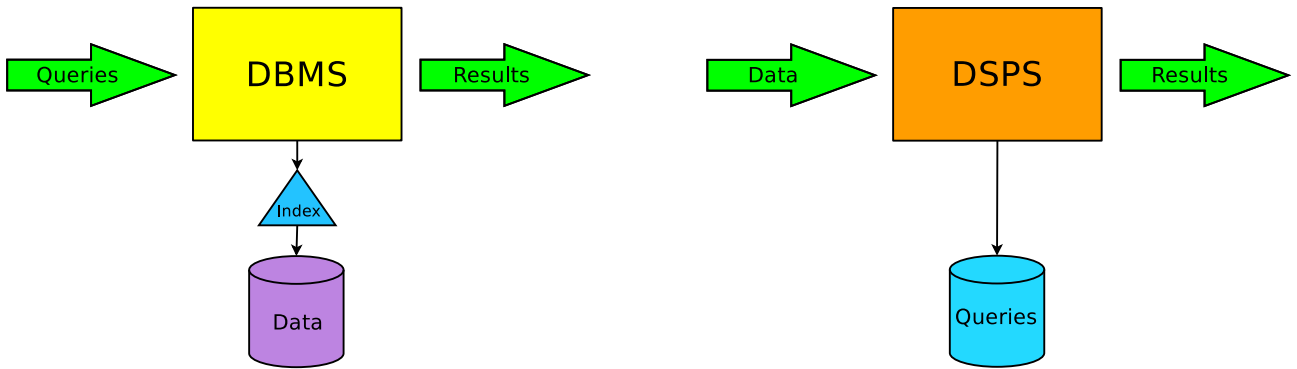 Queries
DBMS
Results
Index
Data
Data
DSPS
Results
Queries